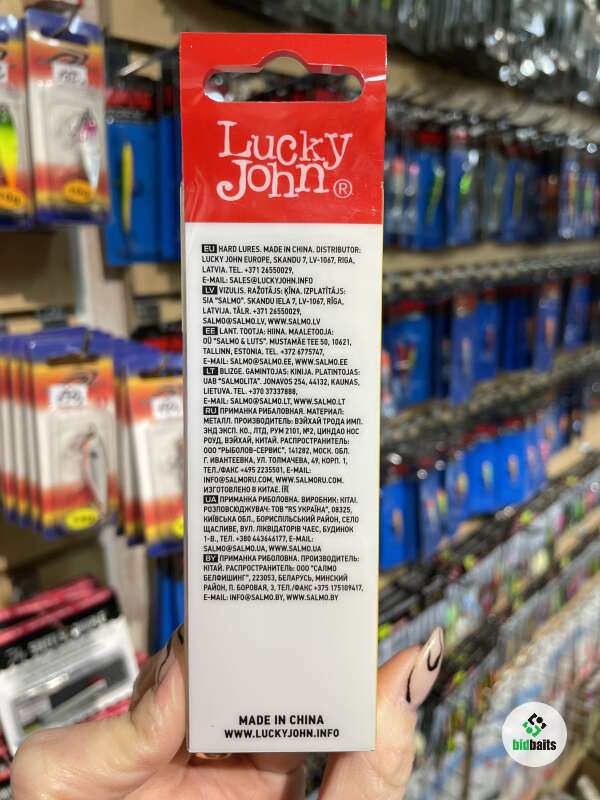 Lucky
John®
EU HARD LURES. MADE IN CHINA. DISTRIBUTOR:
LUCKY JOHN EUROPE, SKANDU 7, LV-1067, RIGA,
LATVIA. TEL. +371 26550029,
E-MAIL: SALES@LUCKYJOHN.INFO
LV VIZULIS. RAŽOTĀJS: ĶĪNA. IZPLATĪTĀJS:
SIA "SALMO". SKANDU IELA 7, LV-1067, RĪGA,
LATVIJA. TĀLR. +371 26550029,
SALMO@SALMO.LV, WWW.SALMO.LV
EE LANT. TOOTJA: HIINA. MAALETOOJA:
OÜ "SALMO & LUTS". MUSTAMÄE TEE 50, 10621,
TALLINN, ESTONIA. TEL. +372 6775747,
E-MAIL: SALMO@SALMO.EE, WWW.SALMO.EE
LT BLIZGE. GAMINTOJAS: KINIJA. PLATINTOJAS:
UAB "SALMOLITA". JONAVOS 254, 44132, KAUNAS,
LIETUVA. TEL. +370 37337888,
E-MAIL: SALMO@SALMO.LT, WWW.SALMO.LT
RU ПРИМАНКА РИБАЛОВНАЯ. МАТЕРИАЛ:
МЕТАЛЛ. ПРОИЗВОДИТЕЛЬ: ВЭЙХАЙ ТРОДА ИМП.
ЭНД ЭКСП. КО., ЛТД, РУМ 2101, №2, ЦИНДАО НОС
РОУД, ВЭЙХАЙ, КИТАЙ. РАСПРОСТРАНИТЕЛЬ:
ООО "РЫБОЛОВ-СЕРВИС", 141282, МОСК. ОБЛ.
Г. ИВАНТЕЕВКА, УЛ. ТОЛМАЧЕВА, 49, КОРП. 1,
ТЕЛ./ФАКС +495 2235501, E-MAIL:
INFO@SALMORU.COM, WWW.SALMORU.COM.
ИЗГОТОВЛЕНО В КИТАЕ.
UA ПРИМАНКА РИБОЛОВНА. ВИРОБНИК: КІТАІ.
РОЗПОВСЮДЖУВАЧ: ТОВ "RS УКРАЇНА", 08325,
КИЇВСЬКА ОБЛ., БОРИСПІЛЬСЬКИЙ РАЙОН, СЕЛО
ЩАСЛИВЕ, ВУЛ. ЛІКВІДАТОРІВ ЧАЕС, БУДИНОК
1-В., ТЕЛ. +380 443646177, E-MAIL:
SALMO@SALMO.UA, WWW.SALMO.UA
BY ПРИМАНКА РИБОЛОВНАЯ. ПРОИЗВОДИТЕЛЬ:
КИТАЙ. РАСПРОСТРАНИТЕЛЬ: ООО "САЛМО
БЕЛФИШИНГ", 223053, БЕЛАРУСЬ, МИНСКИЙ
РАЙОН, П. БОРОВАЯ, 3, ТЕЛ./ФАКС +375 175109417,
E-MAIL: INFO@SALMO.BY, WWW.SALMO.BY
MADE IN CHINA
WWW.LUCKYJOHN.INFO
bidbaits